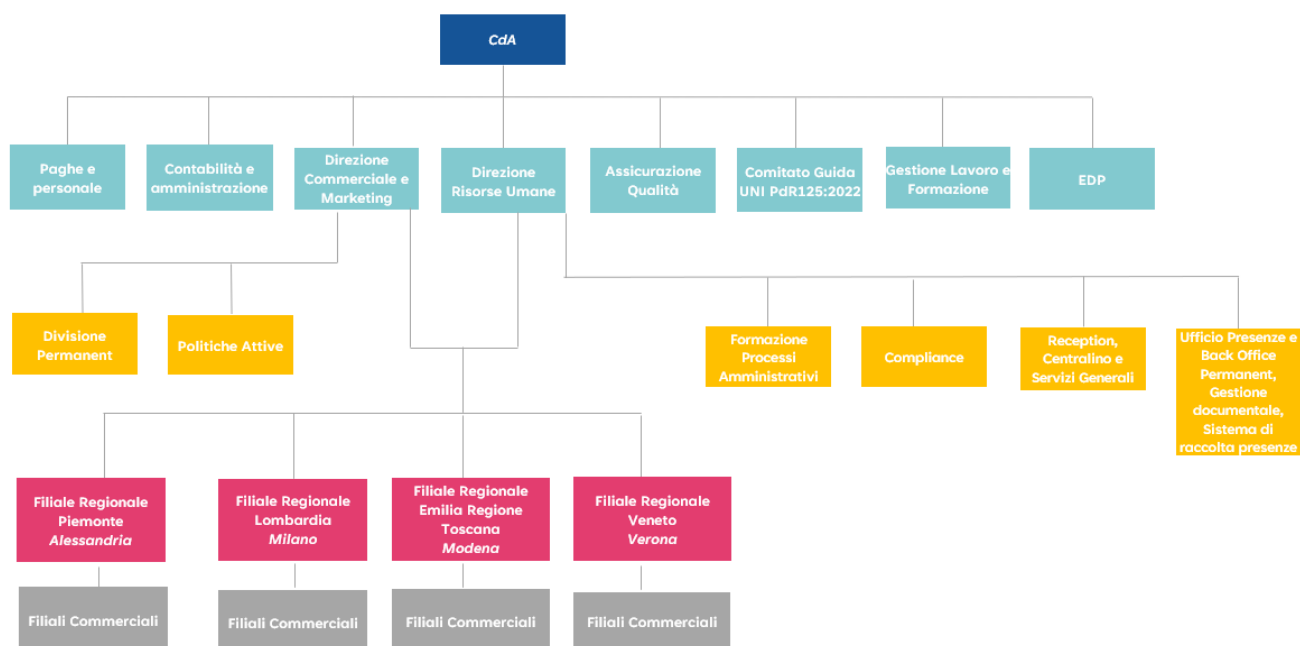 CdA
Paghe e
personale
Contabilità e
amministrazione
Direzione
Commerciale e
Marketing
Direzione
Risorse Umane
Assicurazione
Qualità
Comitato Guida
UNI PdR125:2022
Gestione Lavoro e
Formazione
EDP
Divisione
Permanent
Politiche Attive
Formazione
Processi
Amministrativi
Compliance
Reception,
Centralino e
Servizi Generali
Ufficio Presenze e
Back Office
Permanent,
Gestione
documentale,
Sistema di
raccolta presenze
Filiale Regionale
Piemonte
Alessandria
Filiale Regionale
Lombardia
Milano
Filiale Regionale
Emilia Regione
Toscana
Modena
Filiale Regionale
Veneto
Verona
Filiali Commerciali
Filiali Commerciali
Filiali Commerciali
Filiali Commerciali